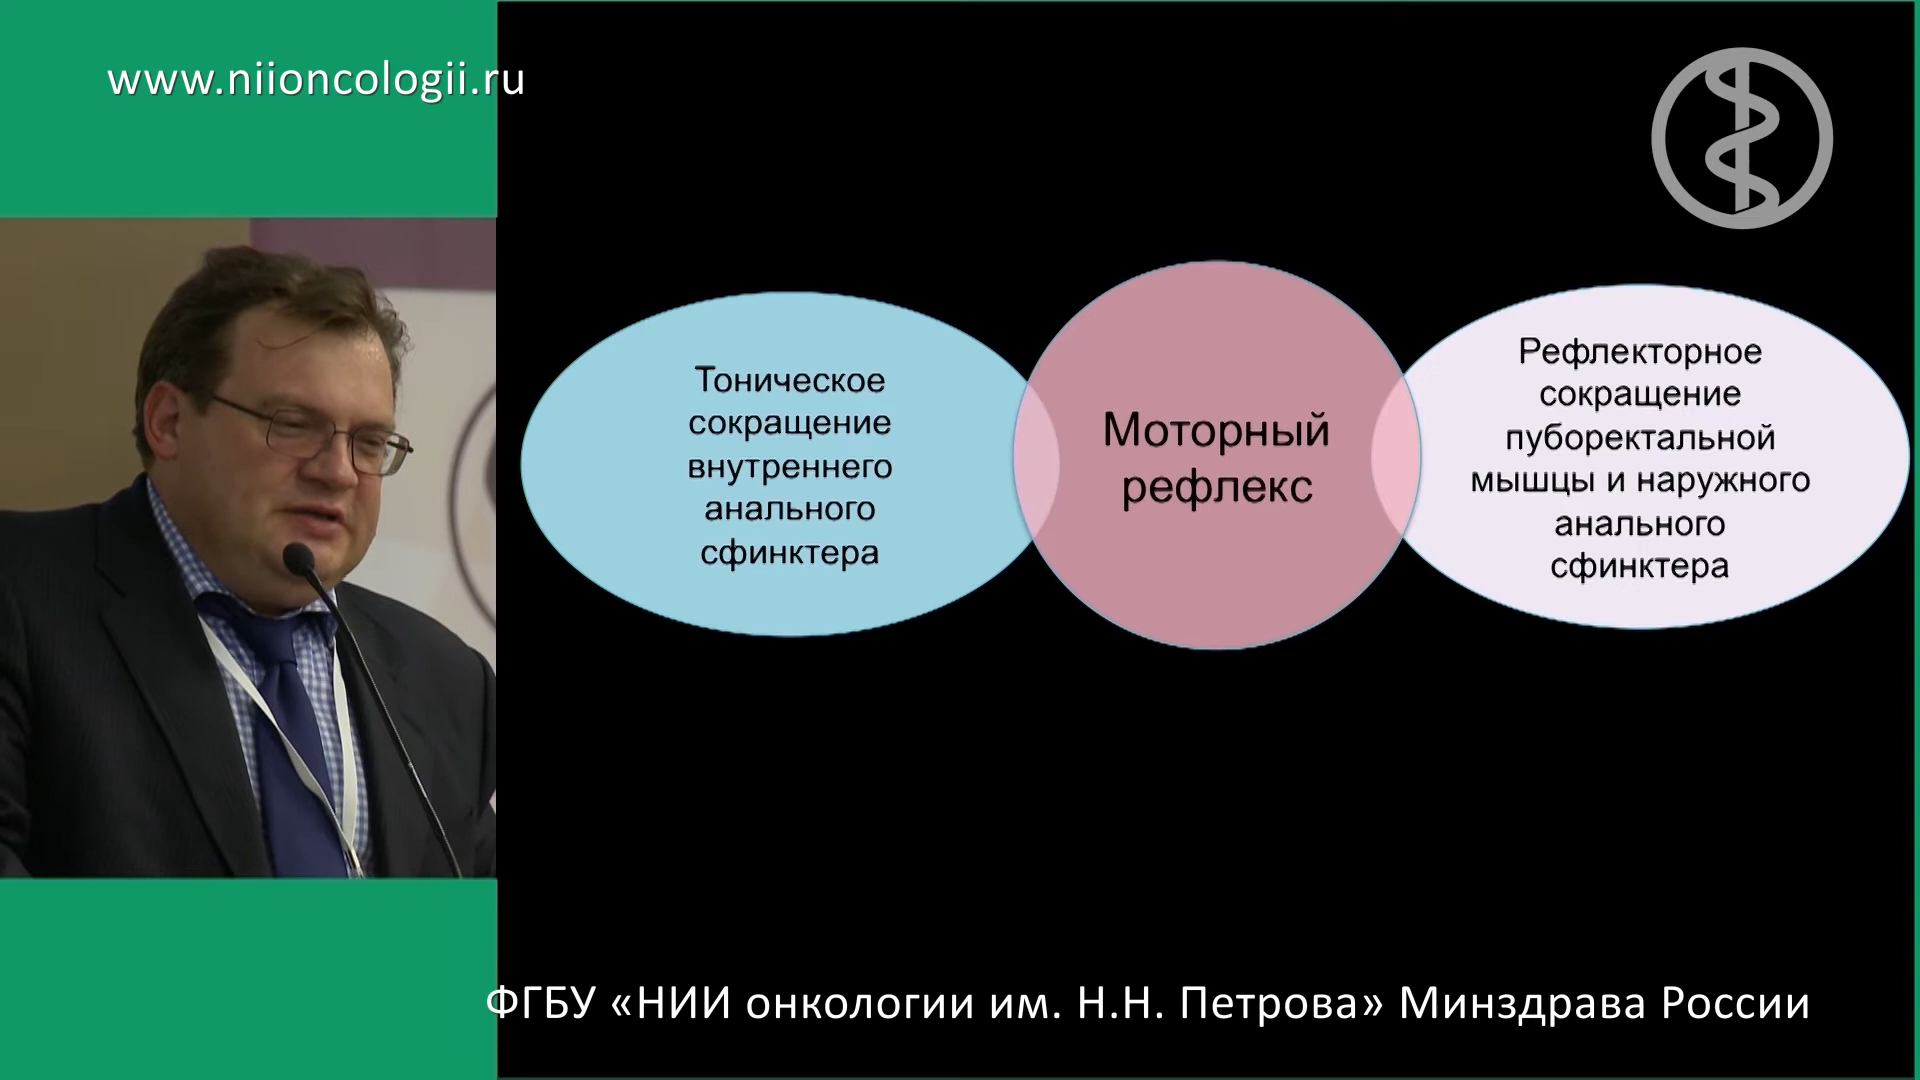 www.niioncologii.ru
Тоническое
сокращение
внутреннего
анального
сфинктера
Моторный
рефлекс
Рефлекторное
сокращение
пуборектальной
мышцы и наружного
анального
сфинктера
ФГБУ «НИИ онкологии им. Н.Н. Петрова» Минздрава России